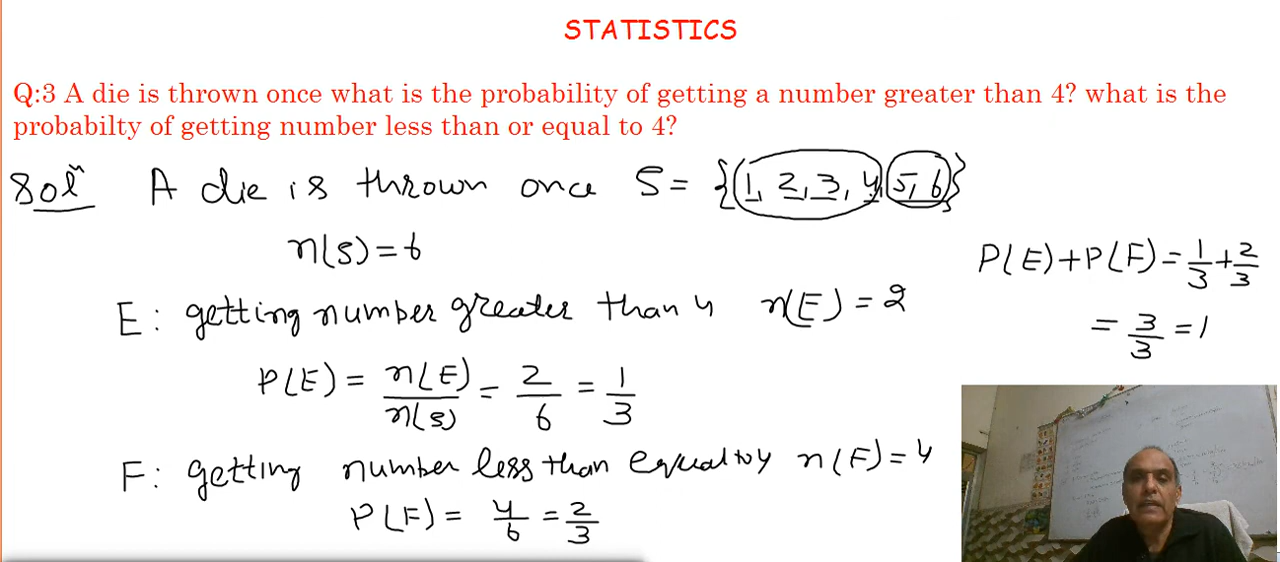 STATISTICS
Q:3 A die is thrown once what is the probability of getting a number greater than 4? what is the
probabilty of getting number less than or equal to 4?
Solⁿ A die is thrown once S = {(1, 2, 3, 4, 5, 6}
n(S) = 6
E: getting number greater than 4 n(E) = 2
P(E) = n(E)/n(S) = 2/6 = 1/3
F: getting number less than equal to 4 n(F) = 4
P(F) = 4/6 = 2/3
P(E) + P(F) = 1/3 + 2/3
= 3/3 = 1